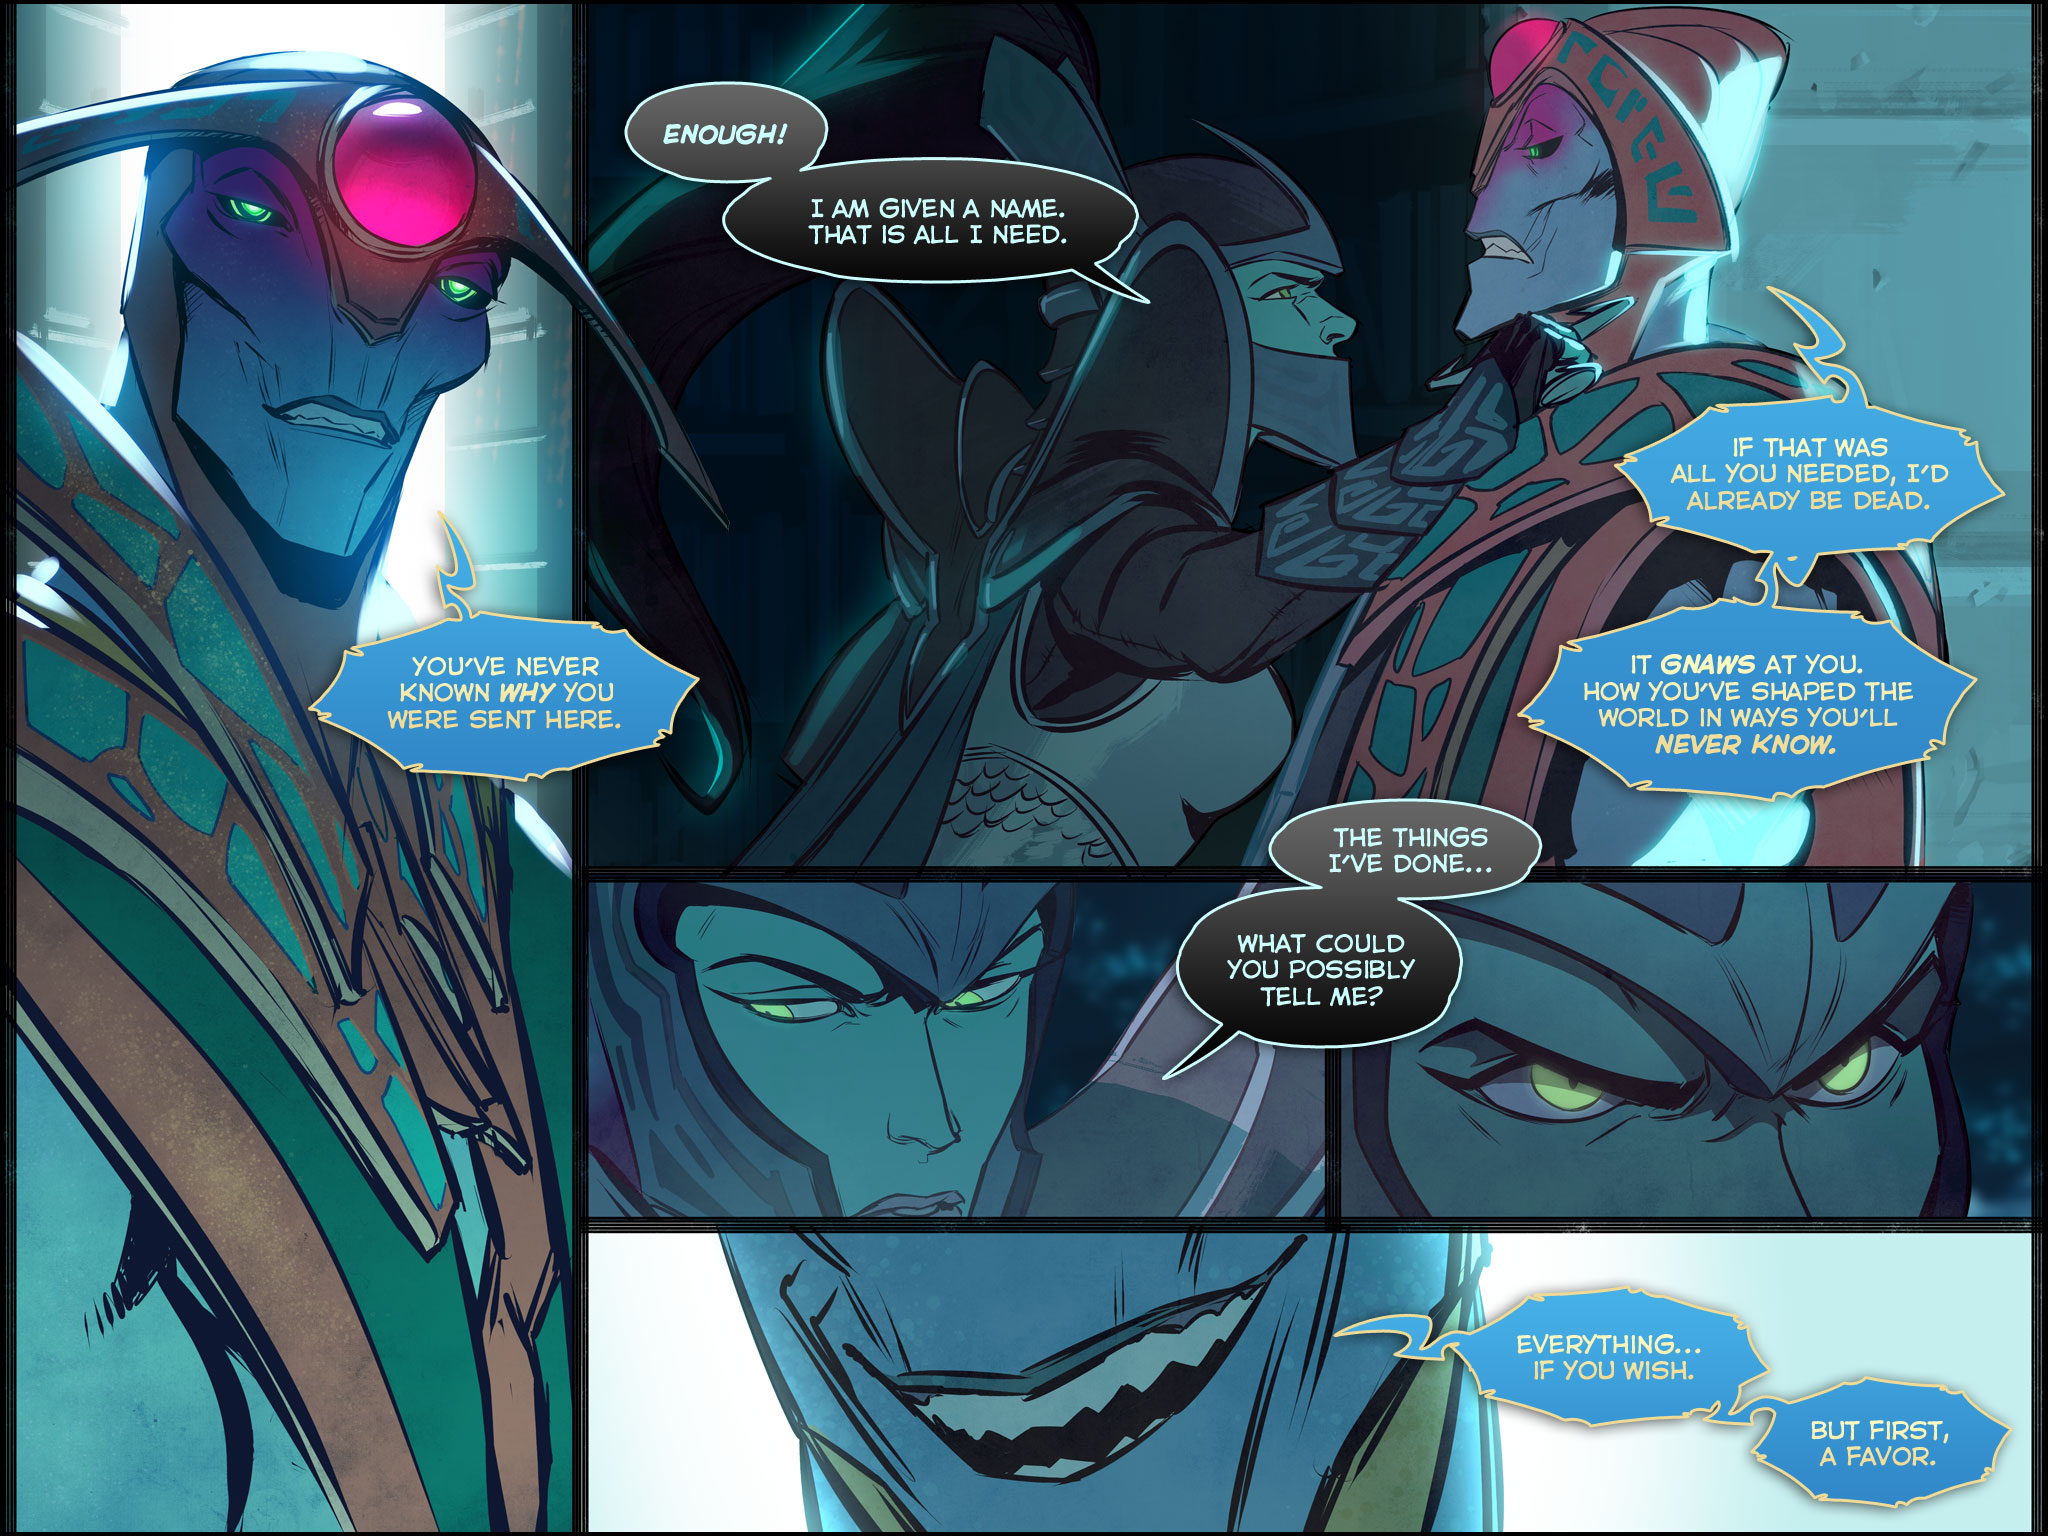 YOU'VE NEVER
KNOWN WHY YOU
WERE SENT HERE.
ENOUGH!
I AM GIVEN A NAME.
THAT IS ALL I NEED.
IF THAT WAS
ALL YOU NEEDED, I'D
ALREADY BE DEAD.
IT GNAWS AT YOU.
HOW YOU'VE SHAPED THE
WORLD IN WAYS YOU'LL
NEVER KNOW.
THE THINGS
I'VE DONE...
WHAT COULD
YOU POSSIBLY
TELL ME?
EVERYTHING...
IF YOU WISH.
BUT FIRST,
A FAVOR.